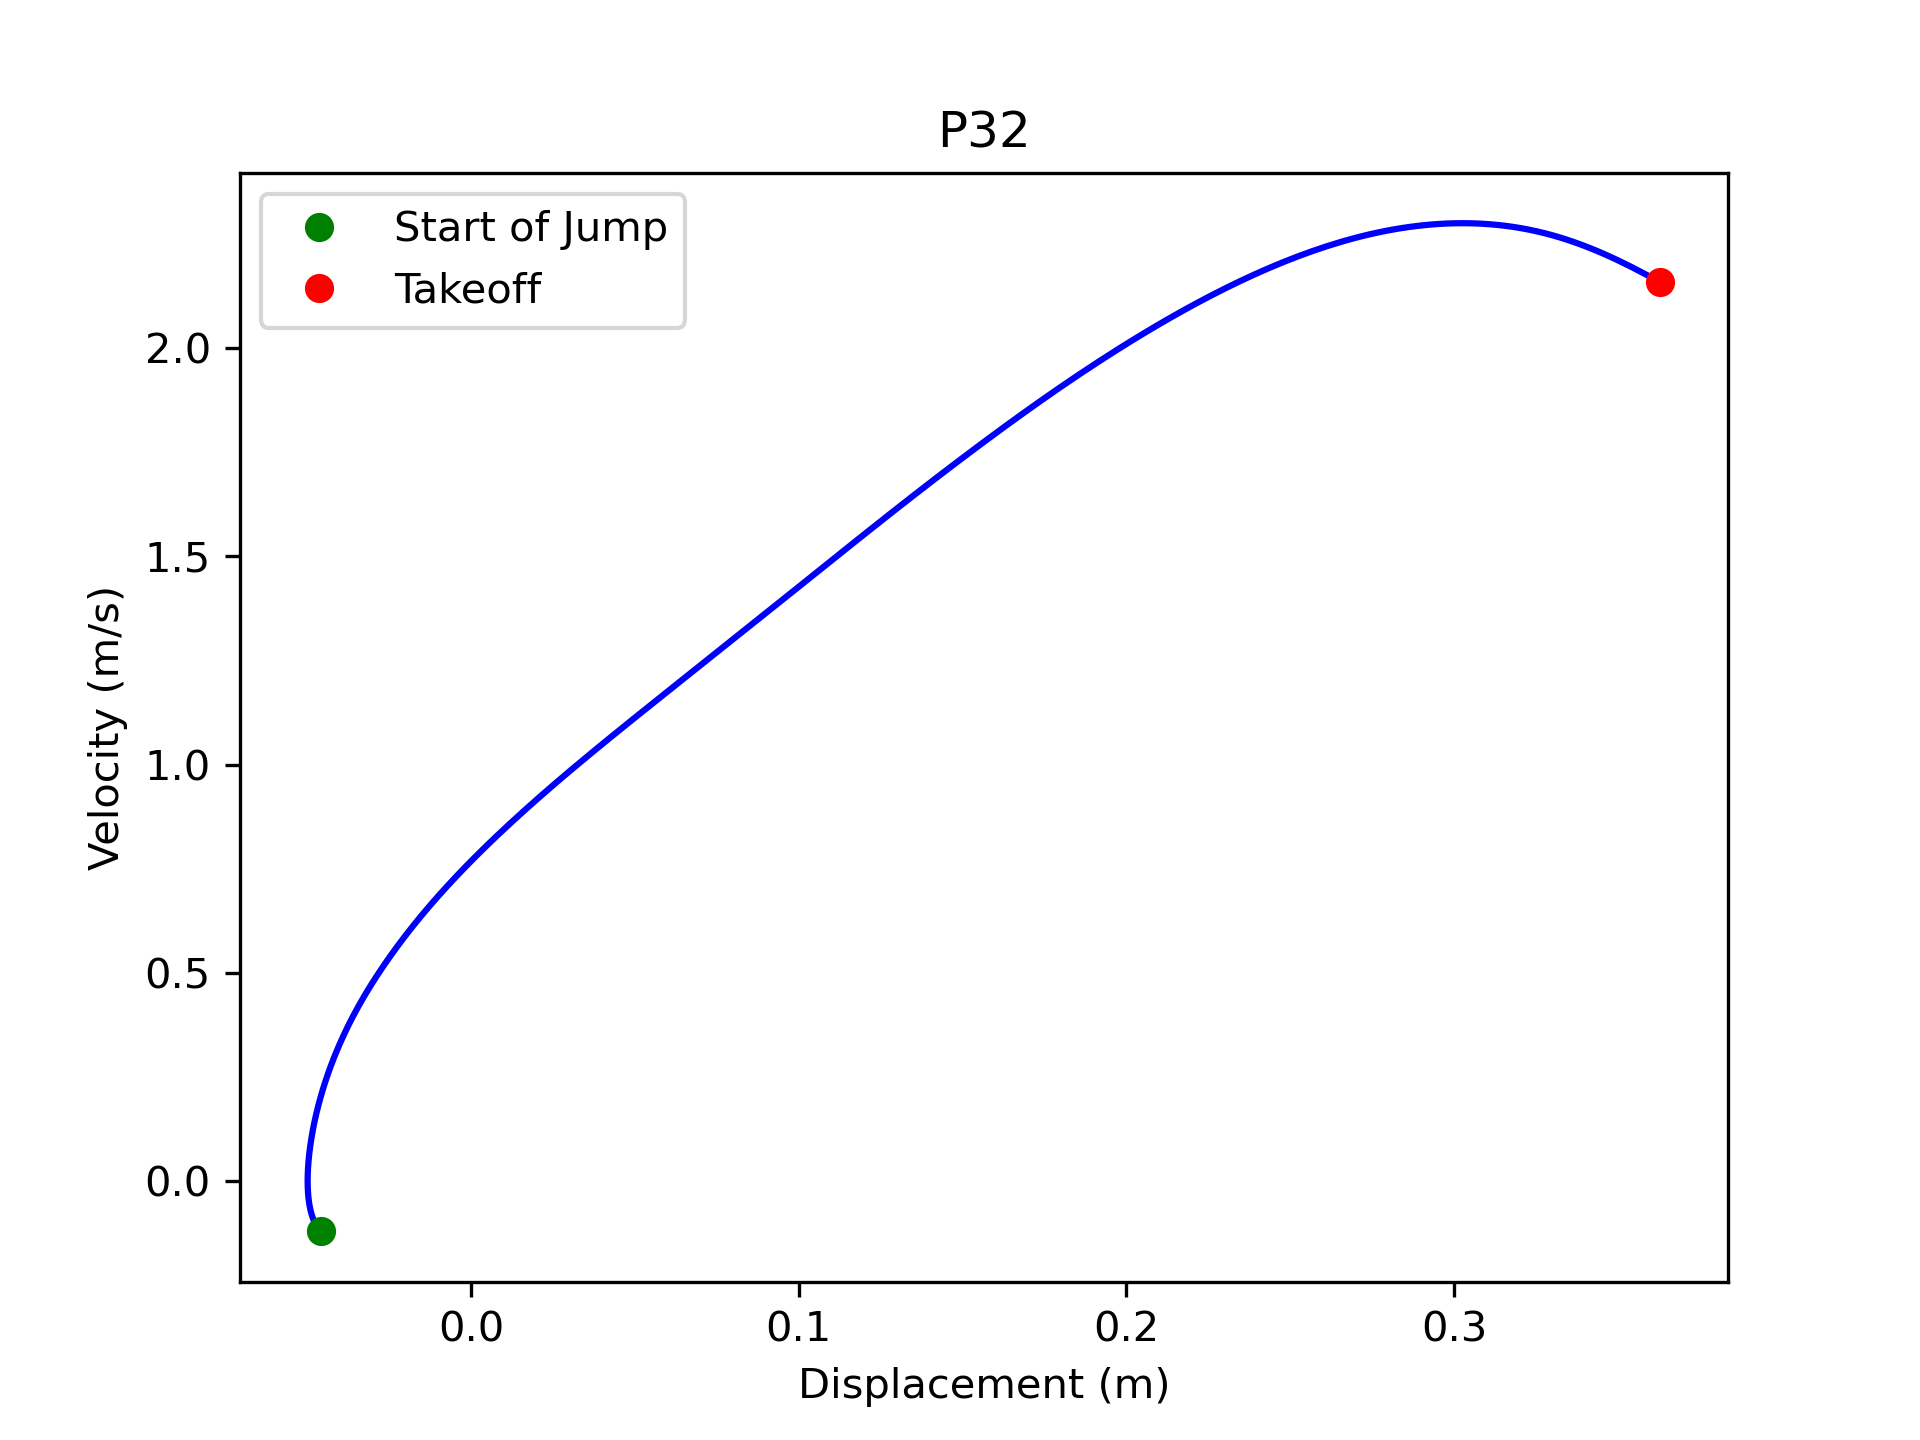 P32
Start of Jump
Takeoff
2.0
1.5
1.0
0.5
0.0
Velocity (m/s)
0.0 0.1 0.2 0.3
Displacement (m)